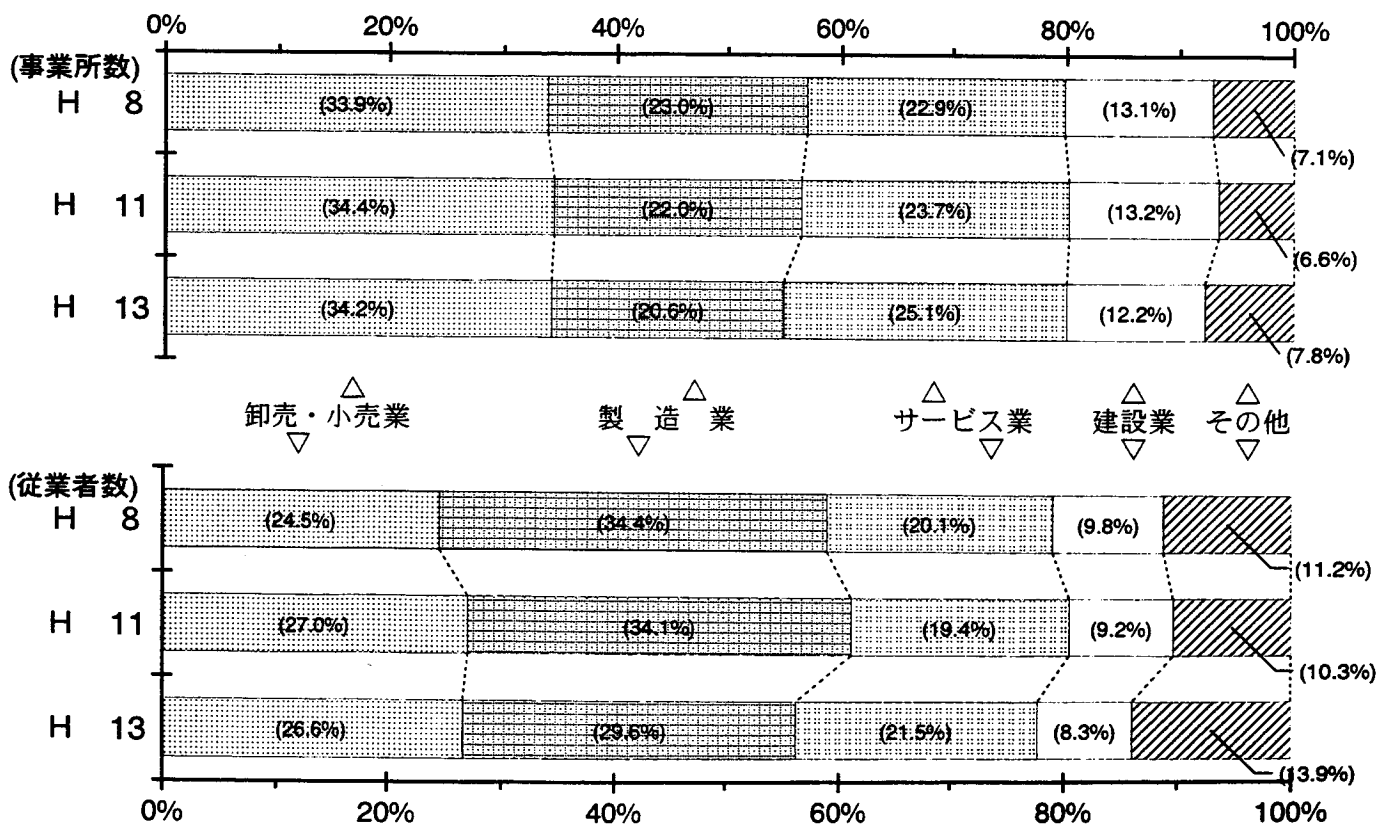 0% 20% 40% 60% 80% 100%
(事業所数)
H 8 (33.9%) (23.0%) (22.9%) (13.1%) (7.1%)
H 11 (34.4%) (22.0%) (23.7%) (13.2%) (6.6%)
H 13 (34.2%) (20.6%) (25.1%) (12.2%) (7.8%)
△ △ △ △ △
卸売・小売業 製 造 業 サービス業 建設業 その他
▽ ▽ ▽ ▽ ▽
(従業者数)
H 8 (24.5%) (34.4%) (20.1%) (9.8%) (11.2%)
H 11 (27.0%) (34.1%) (19.4%) (9.2%) (10.3%)
H 13 (26.6%) (29.6%) (21.5%) (8.3%) (13.9%)
0% 20% 40% 60% 80% 100%